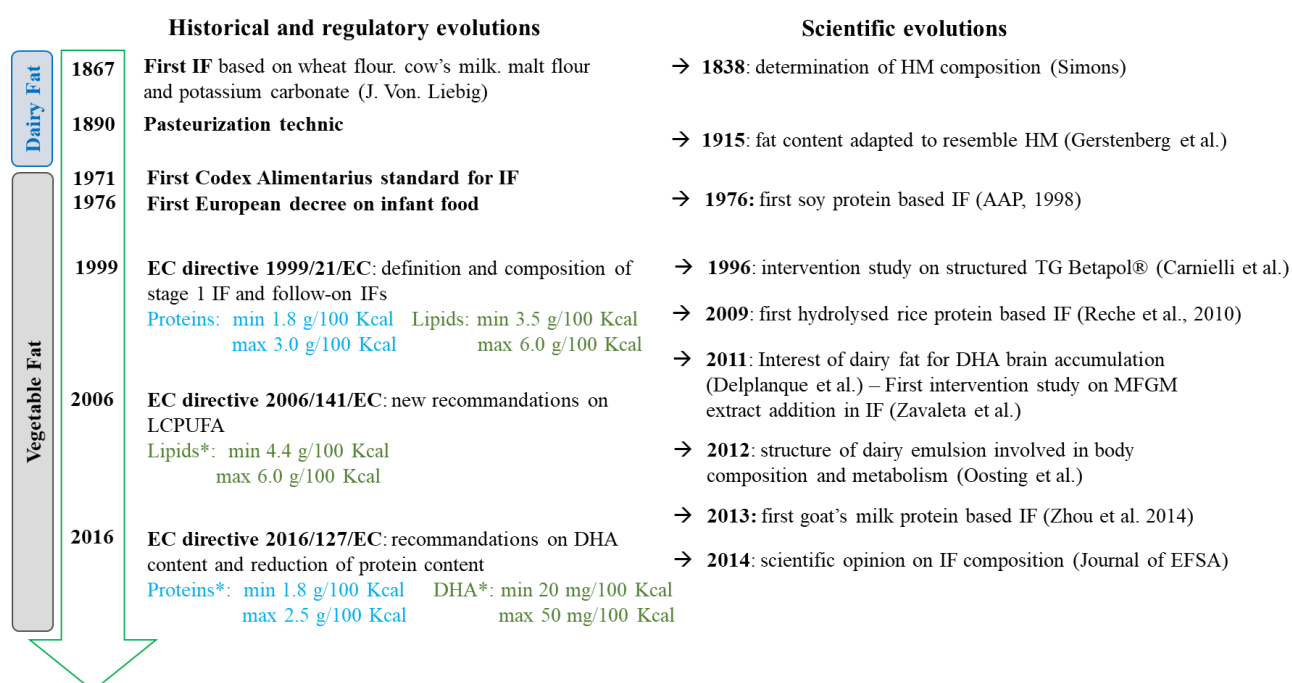 Historical and regulatory evolutions
Scientific evolutions
Dairy Fat
1867 First IF based on wheat flour. cow's milk. malt flour
and potassium carbonate (J. Von. Liebig)
1890 Pasteurization technic
Vegetable Fat
1971 First Codex Alimentarius standard for IF
1976 First European decree on infant food
1999 EC directive 1999/21/EC: definition and composition of
stage 1 IF and follow-on IFs
Proteins: min 1.8 g/100 Kcal Lipids: min 3.5 g/100 Kcal
max 3.0 g/100 Kcal max 6.0 g/100 Kcal
2006 EC directive 2006/141/EC: new recommandations on
LCPUFA
Lipids*: min 4.4 g/100 Kcal
max 6.0 g/100 Kcal
2016 EC directive 2016/127/EC: recommandations on DHA
content and reduction of protein content
Proteins*: min 1.8 g/100 Kcal DHA*: min 20 mg/100 Kcal
max 2.5 g/100 Kcal max 50 mg/100 Kcal
→ 1838: determination of HM composition (Simons)
→ 1915: fat content adapted to resemble HM (Gerstenberg et al.)
→ 1976: first soy protein based IF (AAP, 1998)
→ 1996: intervention study on structured TG Betapol® (Carnielli et al.)
→ 2009: first hydrolysed rice protein based IF (Reche et al., 2010)
→ 2011: Interest of dairy fat for DHA brain accumulation
(Delplanque et al.) – First intervention study on MFGM
extract addition in IF (Zavaleta et al.)
→ 2012: structure of dairy emulsion involved in body
composition and metabolism (Oosting et al.)
→ 2013: first goat's milk protein based IF (Zhou et al. 2014)
→ 2014: scientific opinion on IF composition (Journal of EFSA)